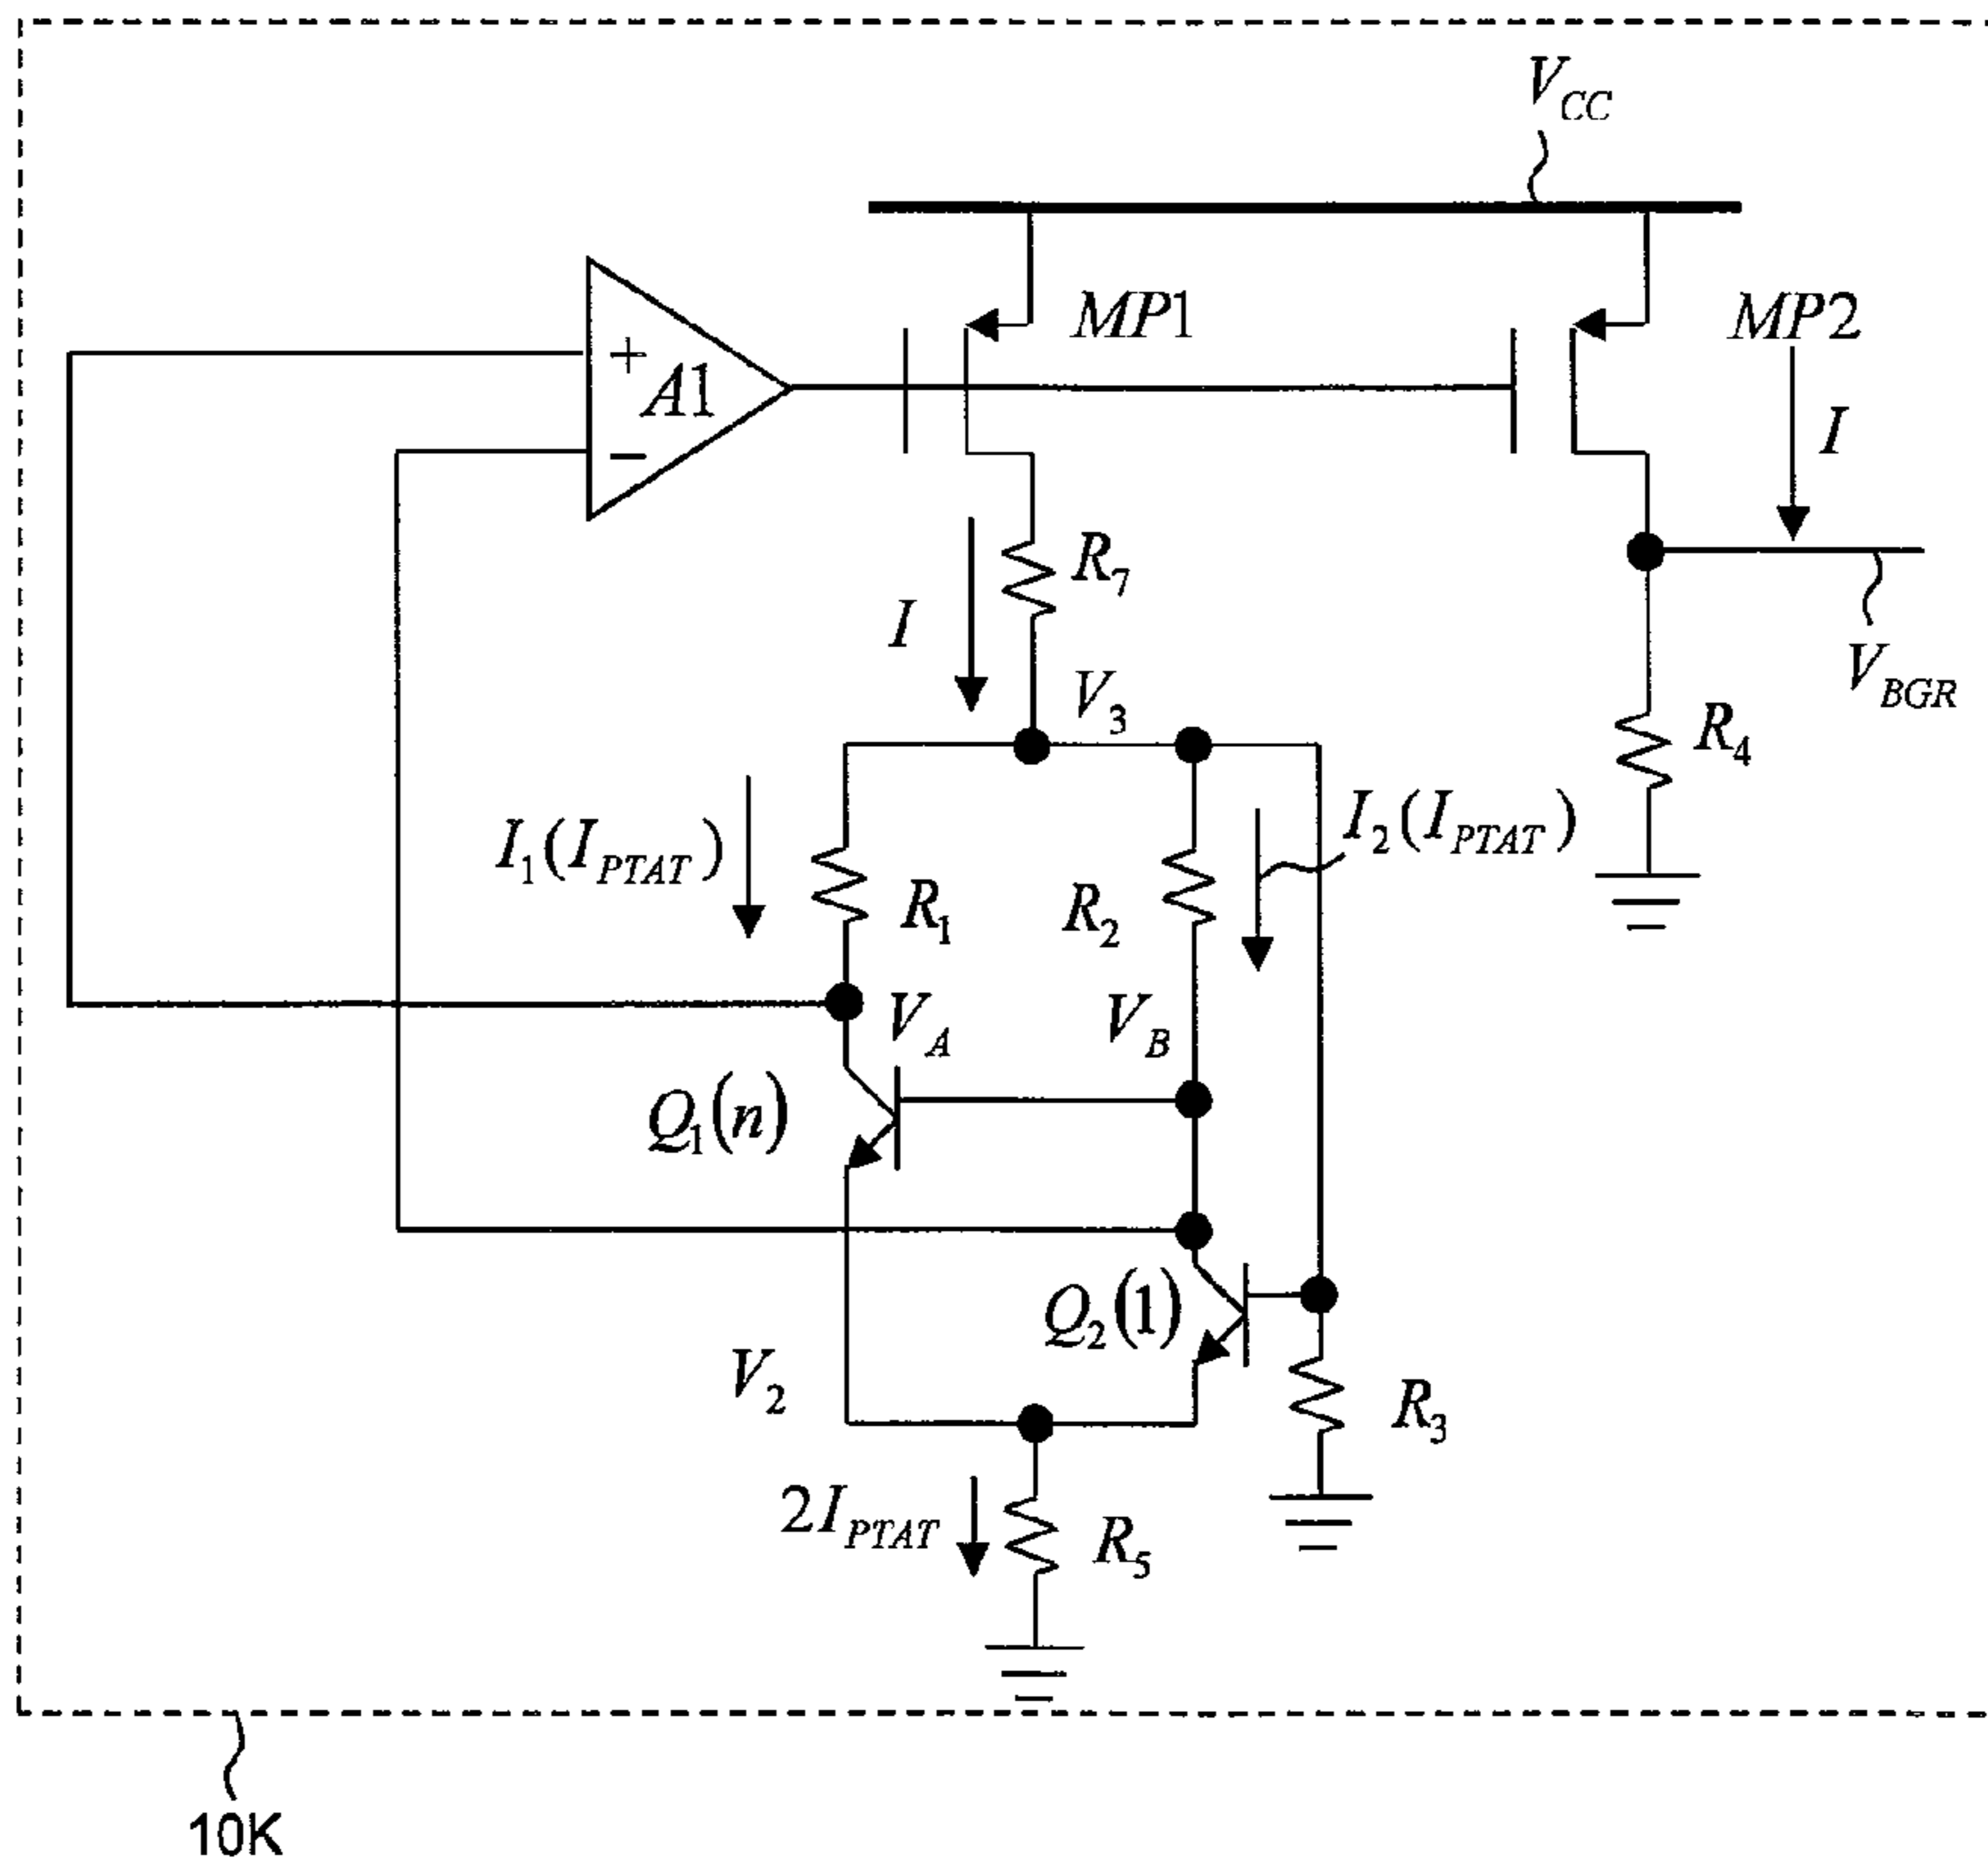 V_CC
MP1
MP2
+
A1
−
I
R_7
I
V_3
V_BGR
R_4
I_1(I_PTAT)
I_2(I_PTAT)
R_1
R_2
V_A
V_B
Q_1(n)
Q_2(1)
V_2
R_3
2I_PTAT
R_5
10K